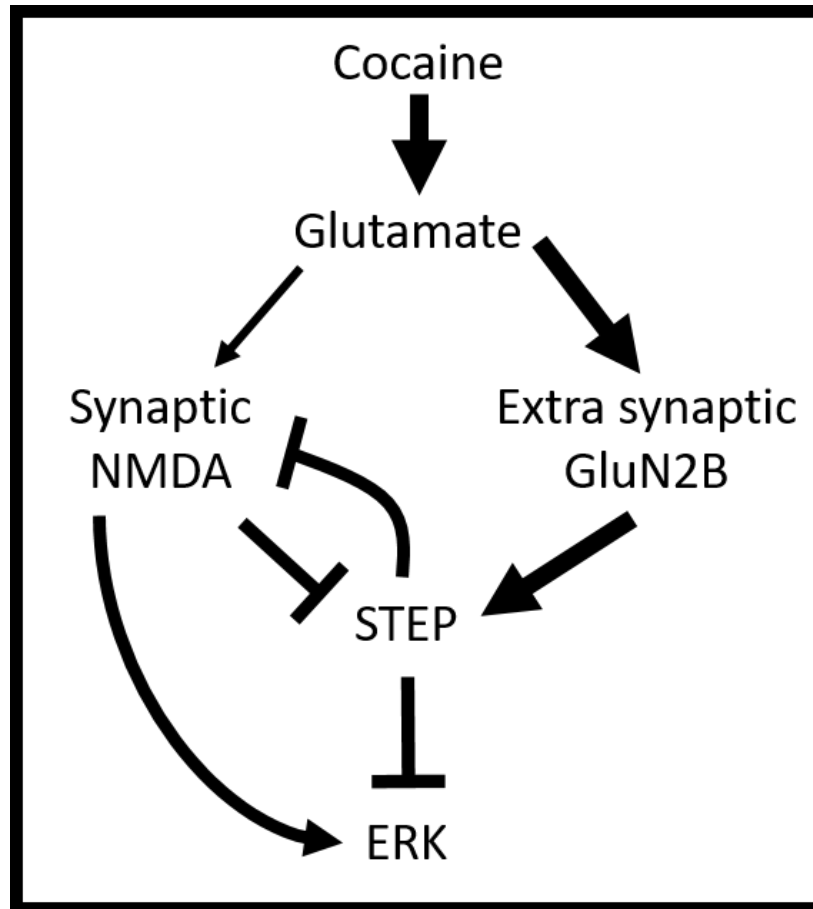 Cocaine
Glutamate
Synaptic
NMDA
Extra synaptic
GluN2B
STEP
ERK